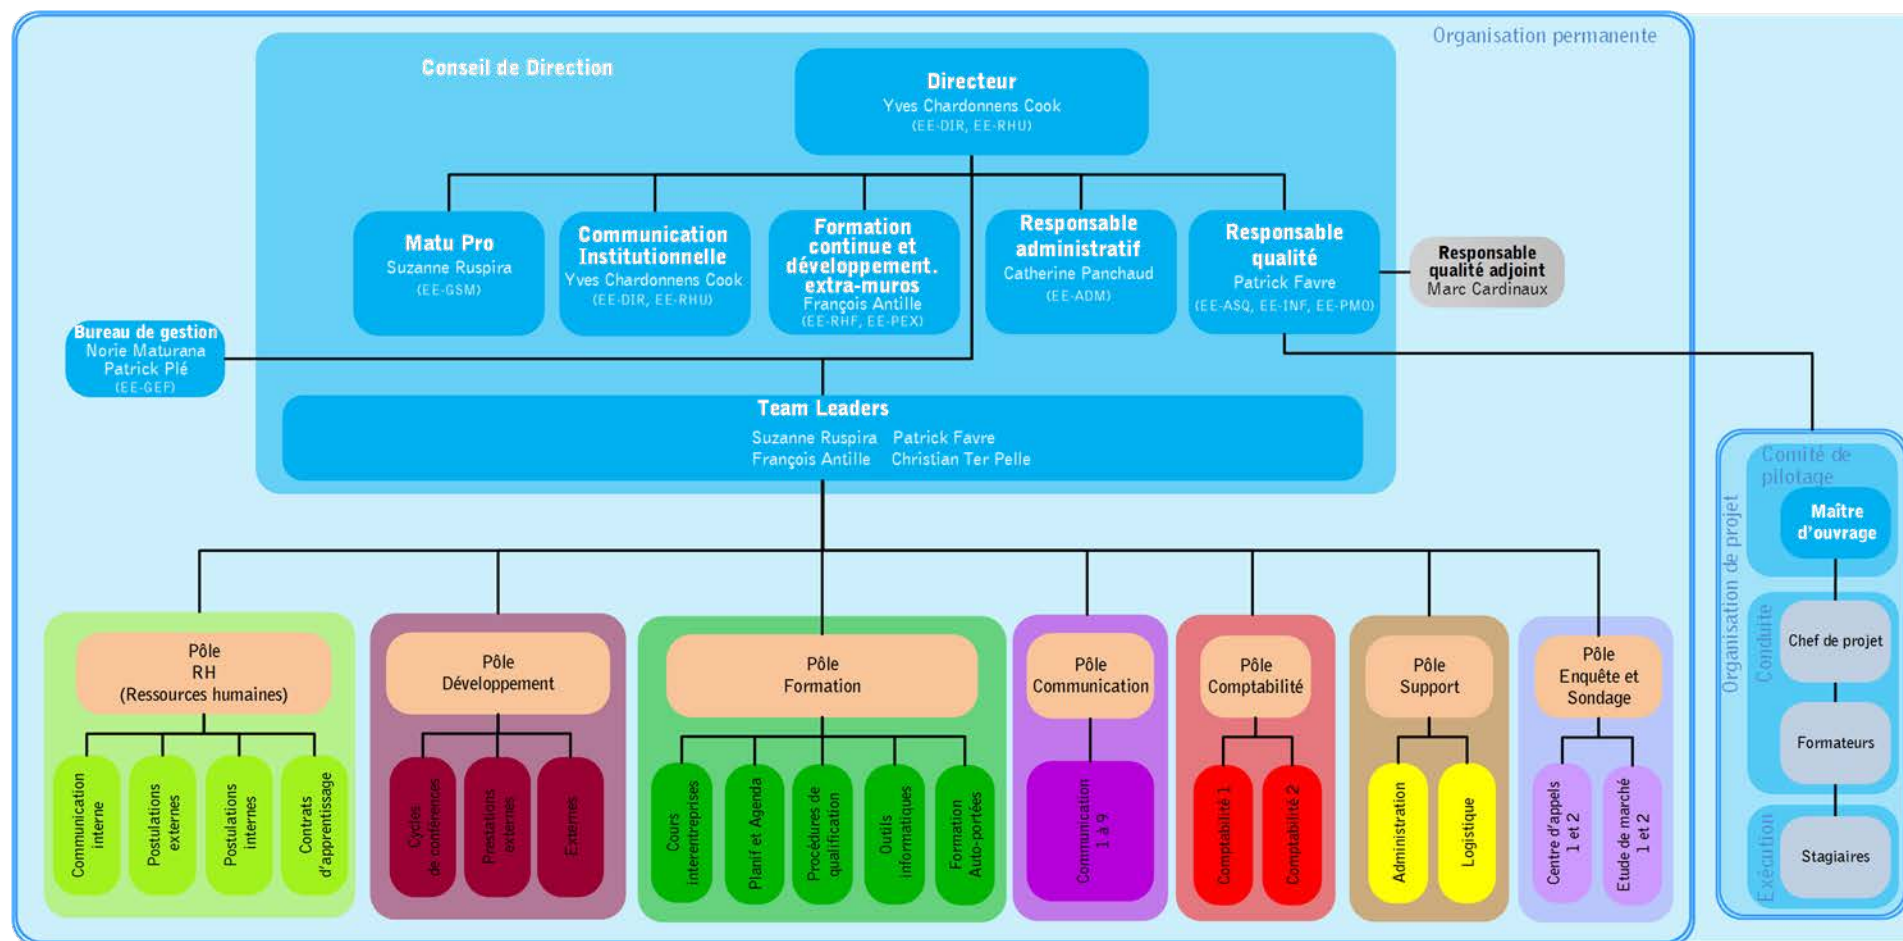 Organisation permanente
Conseil de Direction
Directeur
Yves Chardonnens Cook
(EE-DIR, EE-RHU)
Matu Pro
Suzanne Ruspira
(EE-GSM)
Communication
Institutionnelle
Yves Chardonnens Cook
(EE-DIR, EE-RHU)
Formation
continue et
développement.
extra-muros
François Antille
(EE-RHF, EE-PEX)
Responsable
administratif
Catherine Panchaud
(EE-ADM)
Responsable
qualité
Patrick Favre
(EE-ASQ, EE-INF, EE-PMO)
Responsable
qualité adjoint
Marc Cardinaux
Bureau de gestion
Norie Maturana
Patrick Plé
(EE-GEF)
Team Leaders
Suzanne Ruspira Patrick Favre
François Antille Christian Ter Pelle
Pôle
RH
(Ressources humaines)
Communication
interne
Postulations
externes
Postulations
internes
Contrats
d'apprentissage
Pôle
Développement
Cycles
de conférences
Prestations
externes
Externes
Pôle
Formation
Cours
interentreprises
Planif et Agenda
Procédures de
qualification
Outils
informatiques
Formation
Auto-portées
Pôle
Communication
Communication
1 à 9
Pôle
Comptabilité
Comptabilité 1
Comptabilité 2
Pôle
Support
Administration
Logistique
Pôle
Enquête et
Sondage
Centre d'appels
1 et 2
Etude de marché
1 et 2
Organisation de projet
Comité de
pilotage
Maître
d'ouvrage
Conduite
Chef de projet
Formateurs
Exécution
Stagiaires